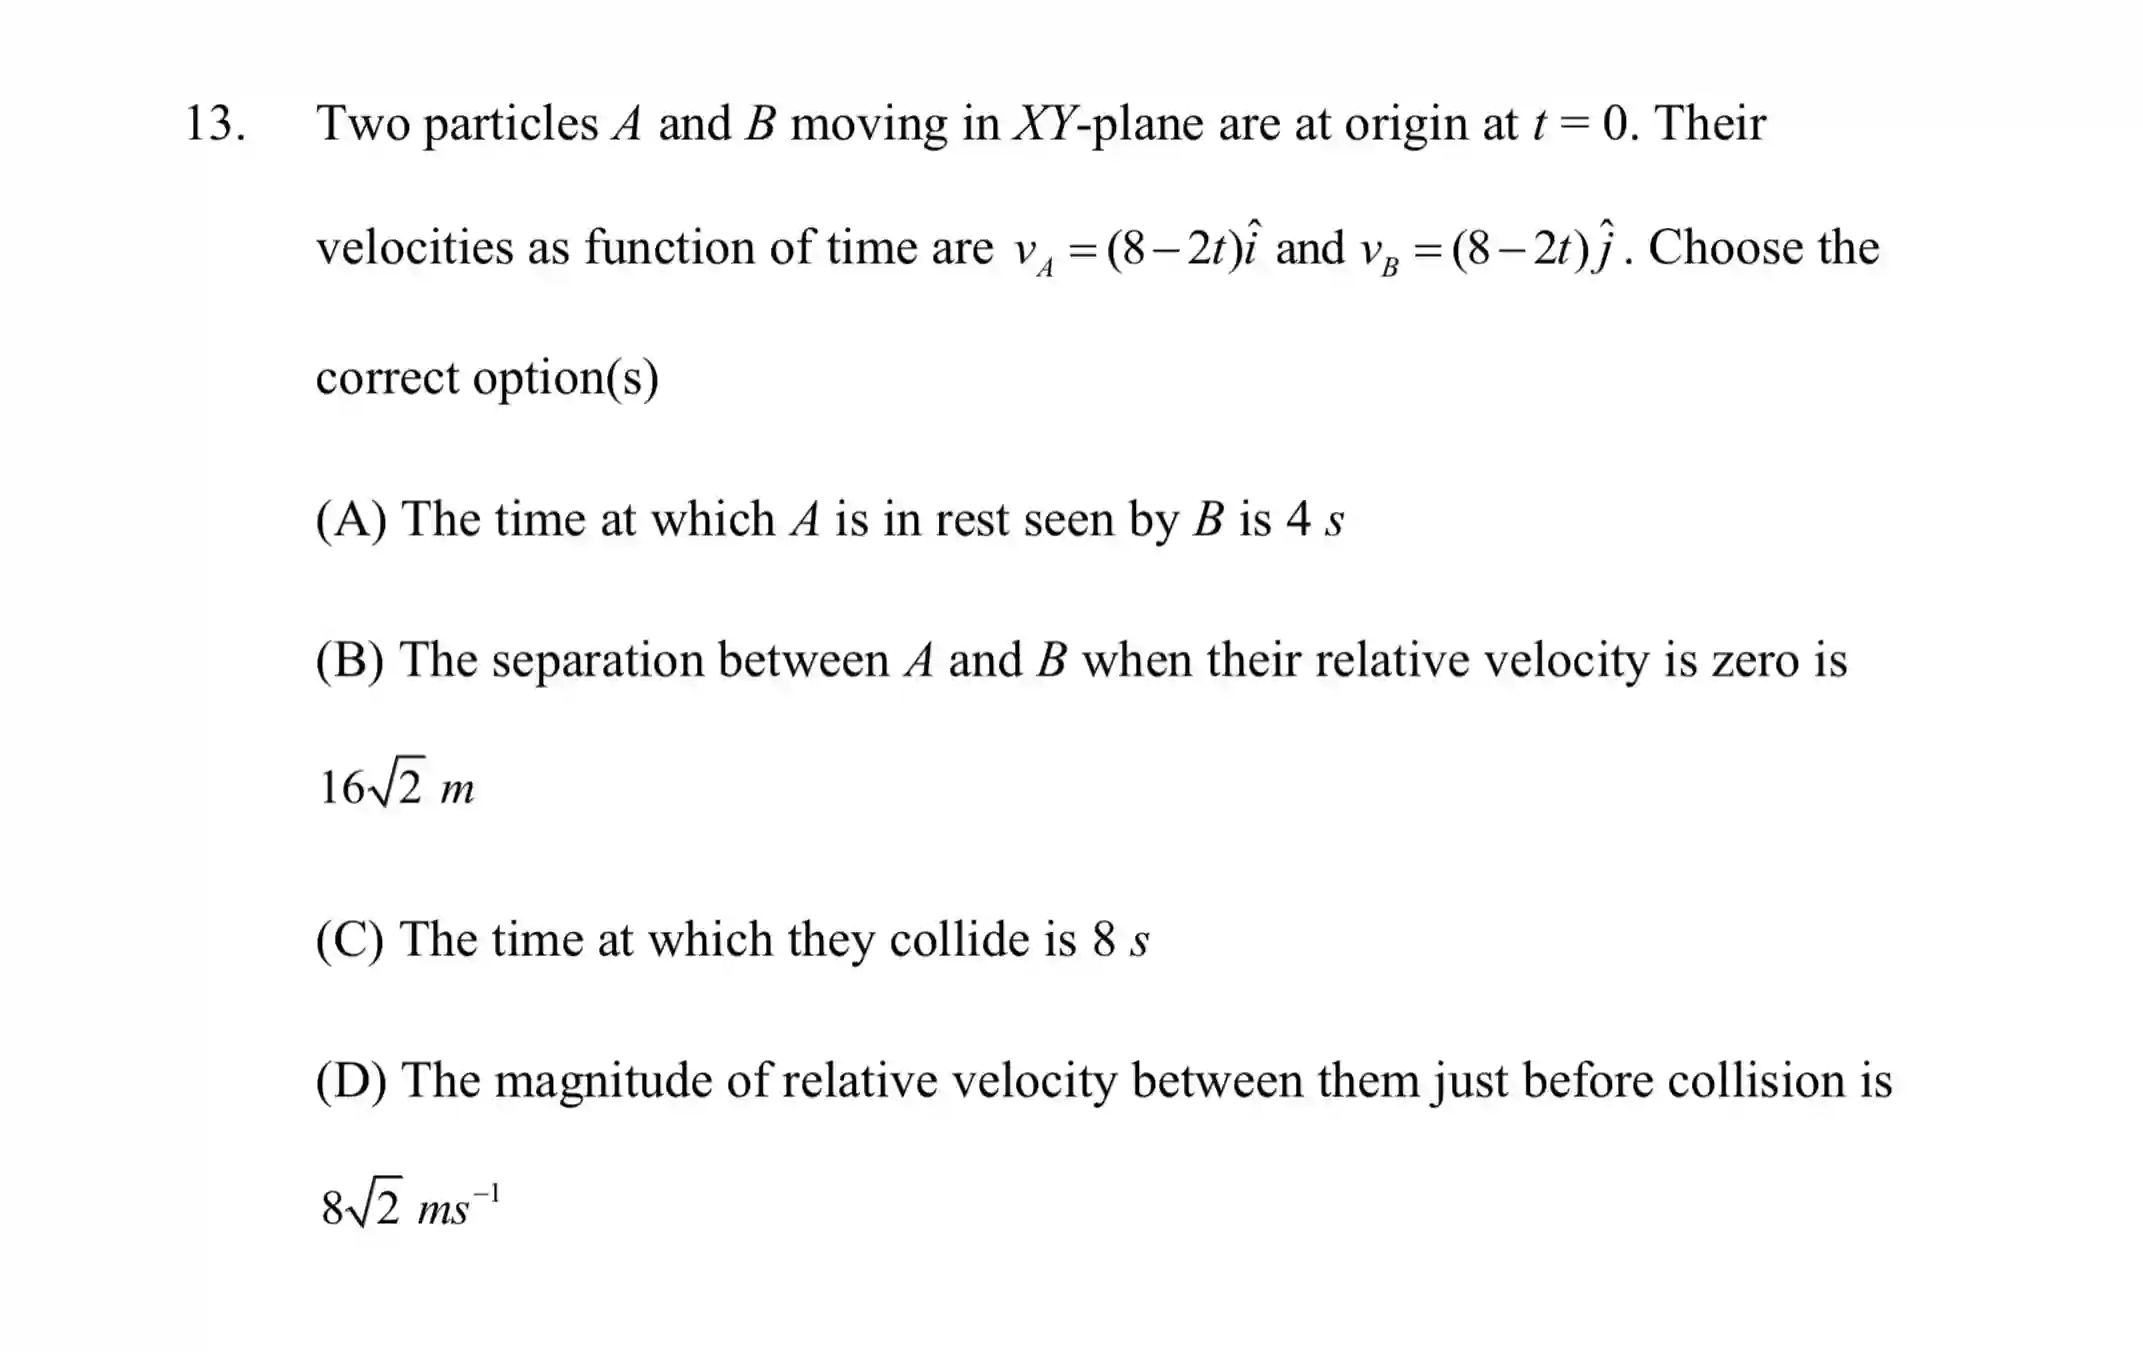 13. Two particles A and B moving in XY-plane are at origin at t = 0. Their
velocities as function of time are v_A = (8 – 2t)î and v_B = (8 – 2t)ĵ. Choose the
correct option(s)
(A) The time at which A is in rest seen by B is 4 s
(B) The separation between A and B when their relative velocity is zero is
16√2 m
(C) The time at which they collide is 8 s
(D) The magnitude of relative velocity between them just before collision is
8√2 ms⁻¹